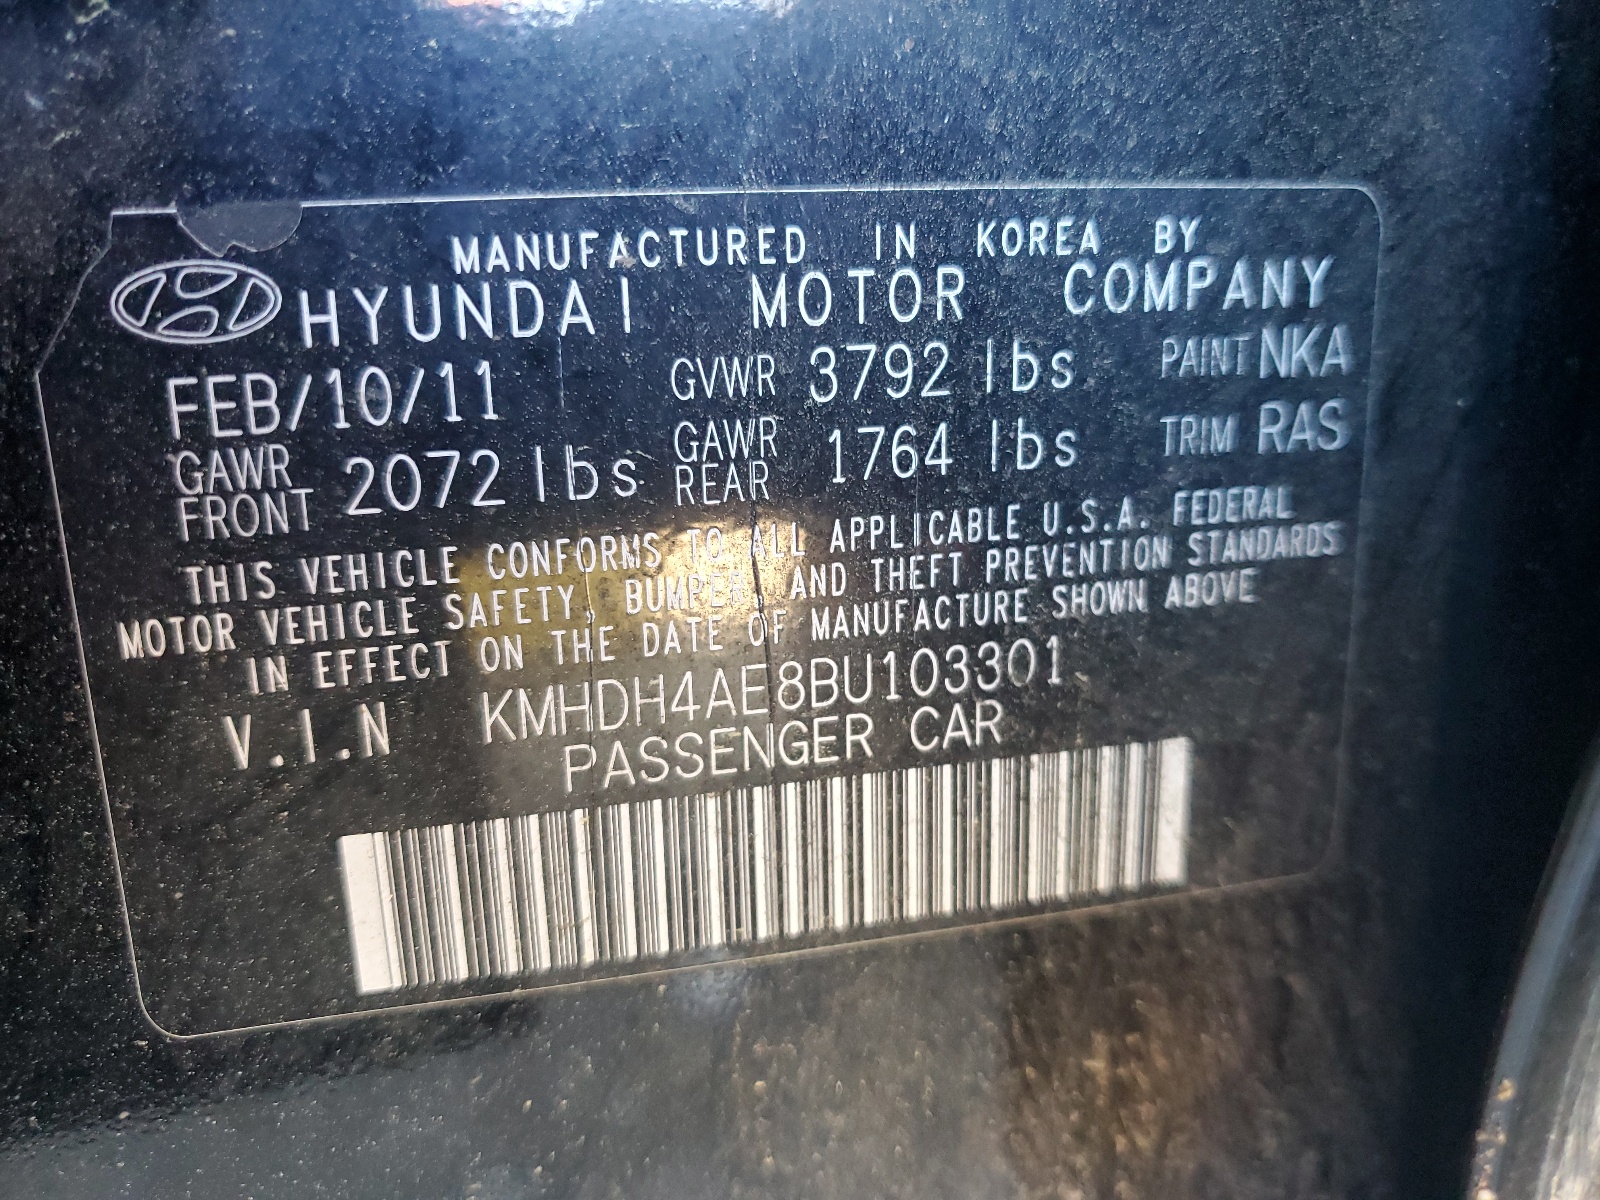 MANUFACTURED IN KOREA BY
HYUNDAI MOTOR COMPANY
FEB/10/11 GVWR 3792 lbs PAINT NKA
GAWR FRONT 2072 lbs GAWR REAR 1764 lbs TRIM RAS
THIS VEHICLE CONFORMS TO ALL APPLICABLE U.S.A. FEDERAL
MOTOR VEHICLE SAFETY, BUMPER, AND THEFT PREVENTION STANDARDS
IN EFFECT ON THE DATE OF MANUFACTURE SHOWN ABOVE
V.I.N KMHDH4AE8BU103301
PASSENGER CAR